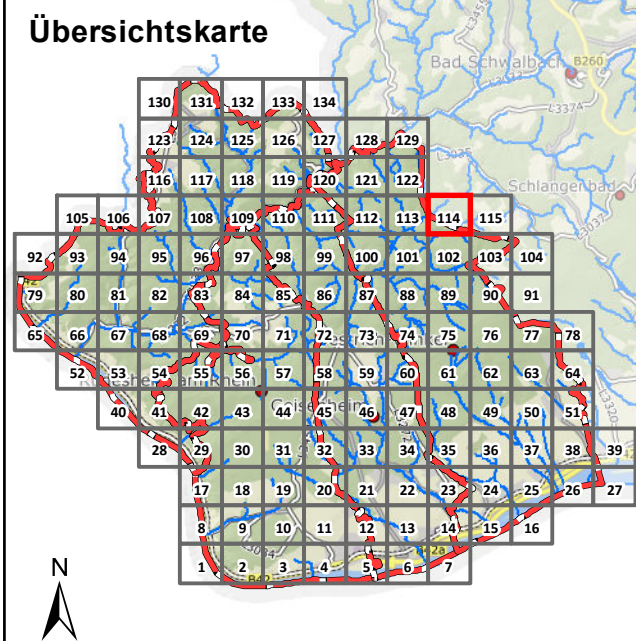 Übersichtskarte
Bad Schwalbach B260
L3374
L3035
Schlangenbad
L3037
130 131 132 133 134
123 124 125 126 127 128 129
116 117 118 119 120 121 122
105 106 107 108 109 110 111 112 113 114 115
92 93 94 95 96 97 98 99 100 101 102 103 104
79 80 81 82 83 84 85 86 87 88 89 90 91
65 66 67 68 69 70 71 72 73 74 75 76 77 78
52 53 54 55 56 57 58 59 60 61 62 63 64
40 41 42 43 44 45 46 47 48 49 50 51
28 29 30 31 32 33 34 35 36 37 38 39
17 18 19 20 21 22 23 24 25 26 27
8 9 10 11 12 13 14 15 16
1 2 3 4 5 6 7
L3034
B42
B42a
L3320
N